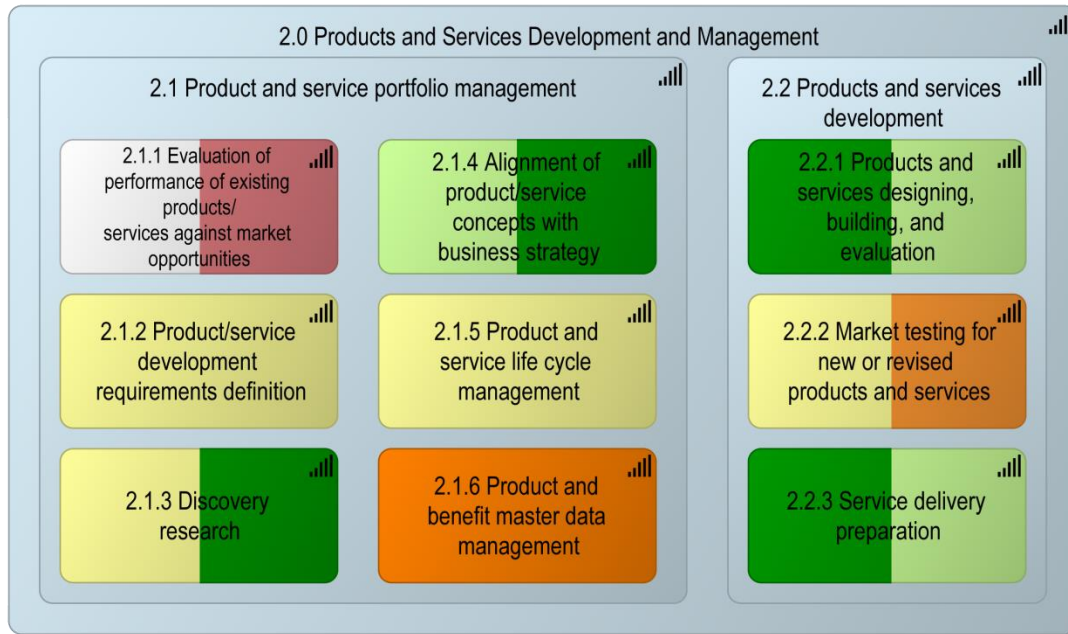 2.0 Products and Services Development and Management
2.1 Product and service portfolio management
2.1.1 Evaluation of
performance of existing
products/
services against market
opportunities
2.1.4 Alignment of
product/service
concepts with
business strategy
2.1.2 Product/service
development
requirements definition
2.1.5 Product and
service life cycle
management
2.1.3 Discovery
research
2.1.6 Product and
benefit master data
management
2.2 Products and services
development
2.2.1 Products and
services designing,
building, and
evaluation
2.2.2 Market testing for
new or revised
products and services
2.2.3 Service delivery
preparation